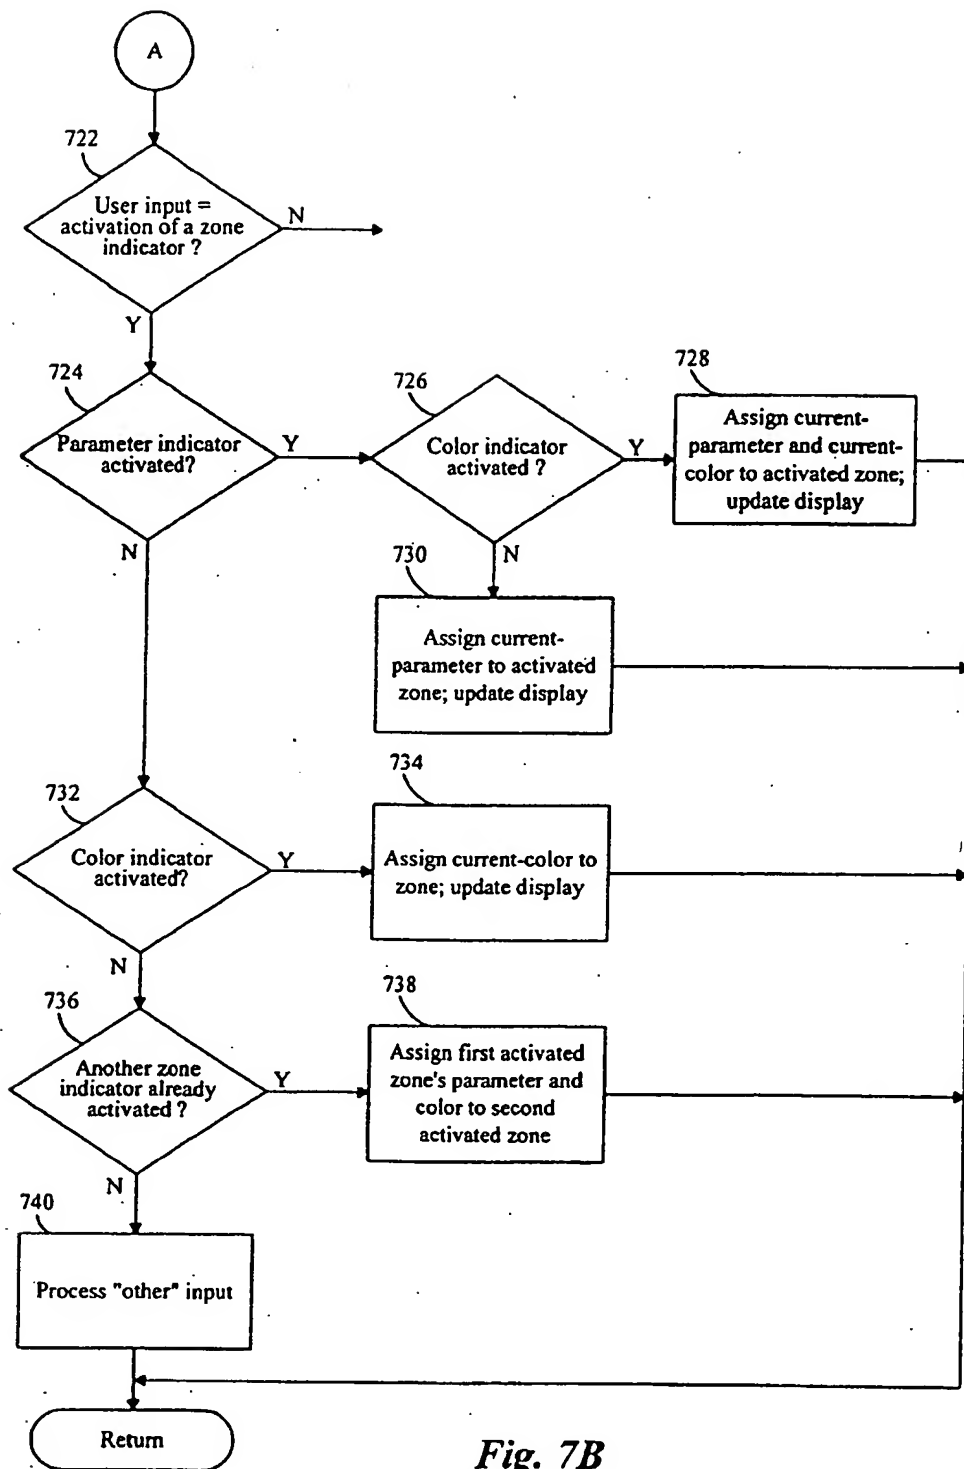 A
722
User input =
activation of a zone
indicator ?
N
Y
724
Parameter indicator
activated?
Y
726
Color indicator
activated ?
Y
728
Assign current-
parameter and current-
color to activated zone;
update display
N
N
730
Assign current-
parameter to activated
zone; update display
732
Color indicator
activated?
Y
734
Assign current-color to
zone; update display
N
736
Another zone
indicator already
activated ?
Y
738
Assign first activated
zone's parameter and
color to second
activated zone
N
740
Process "other" input
Return
Fig. 7B